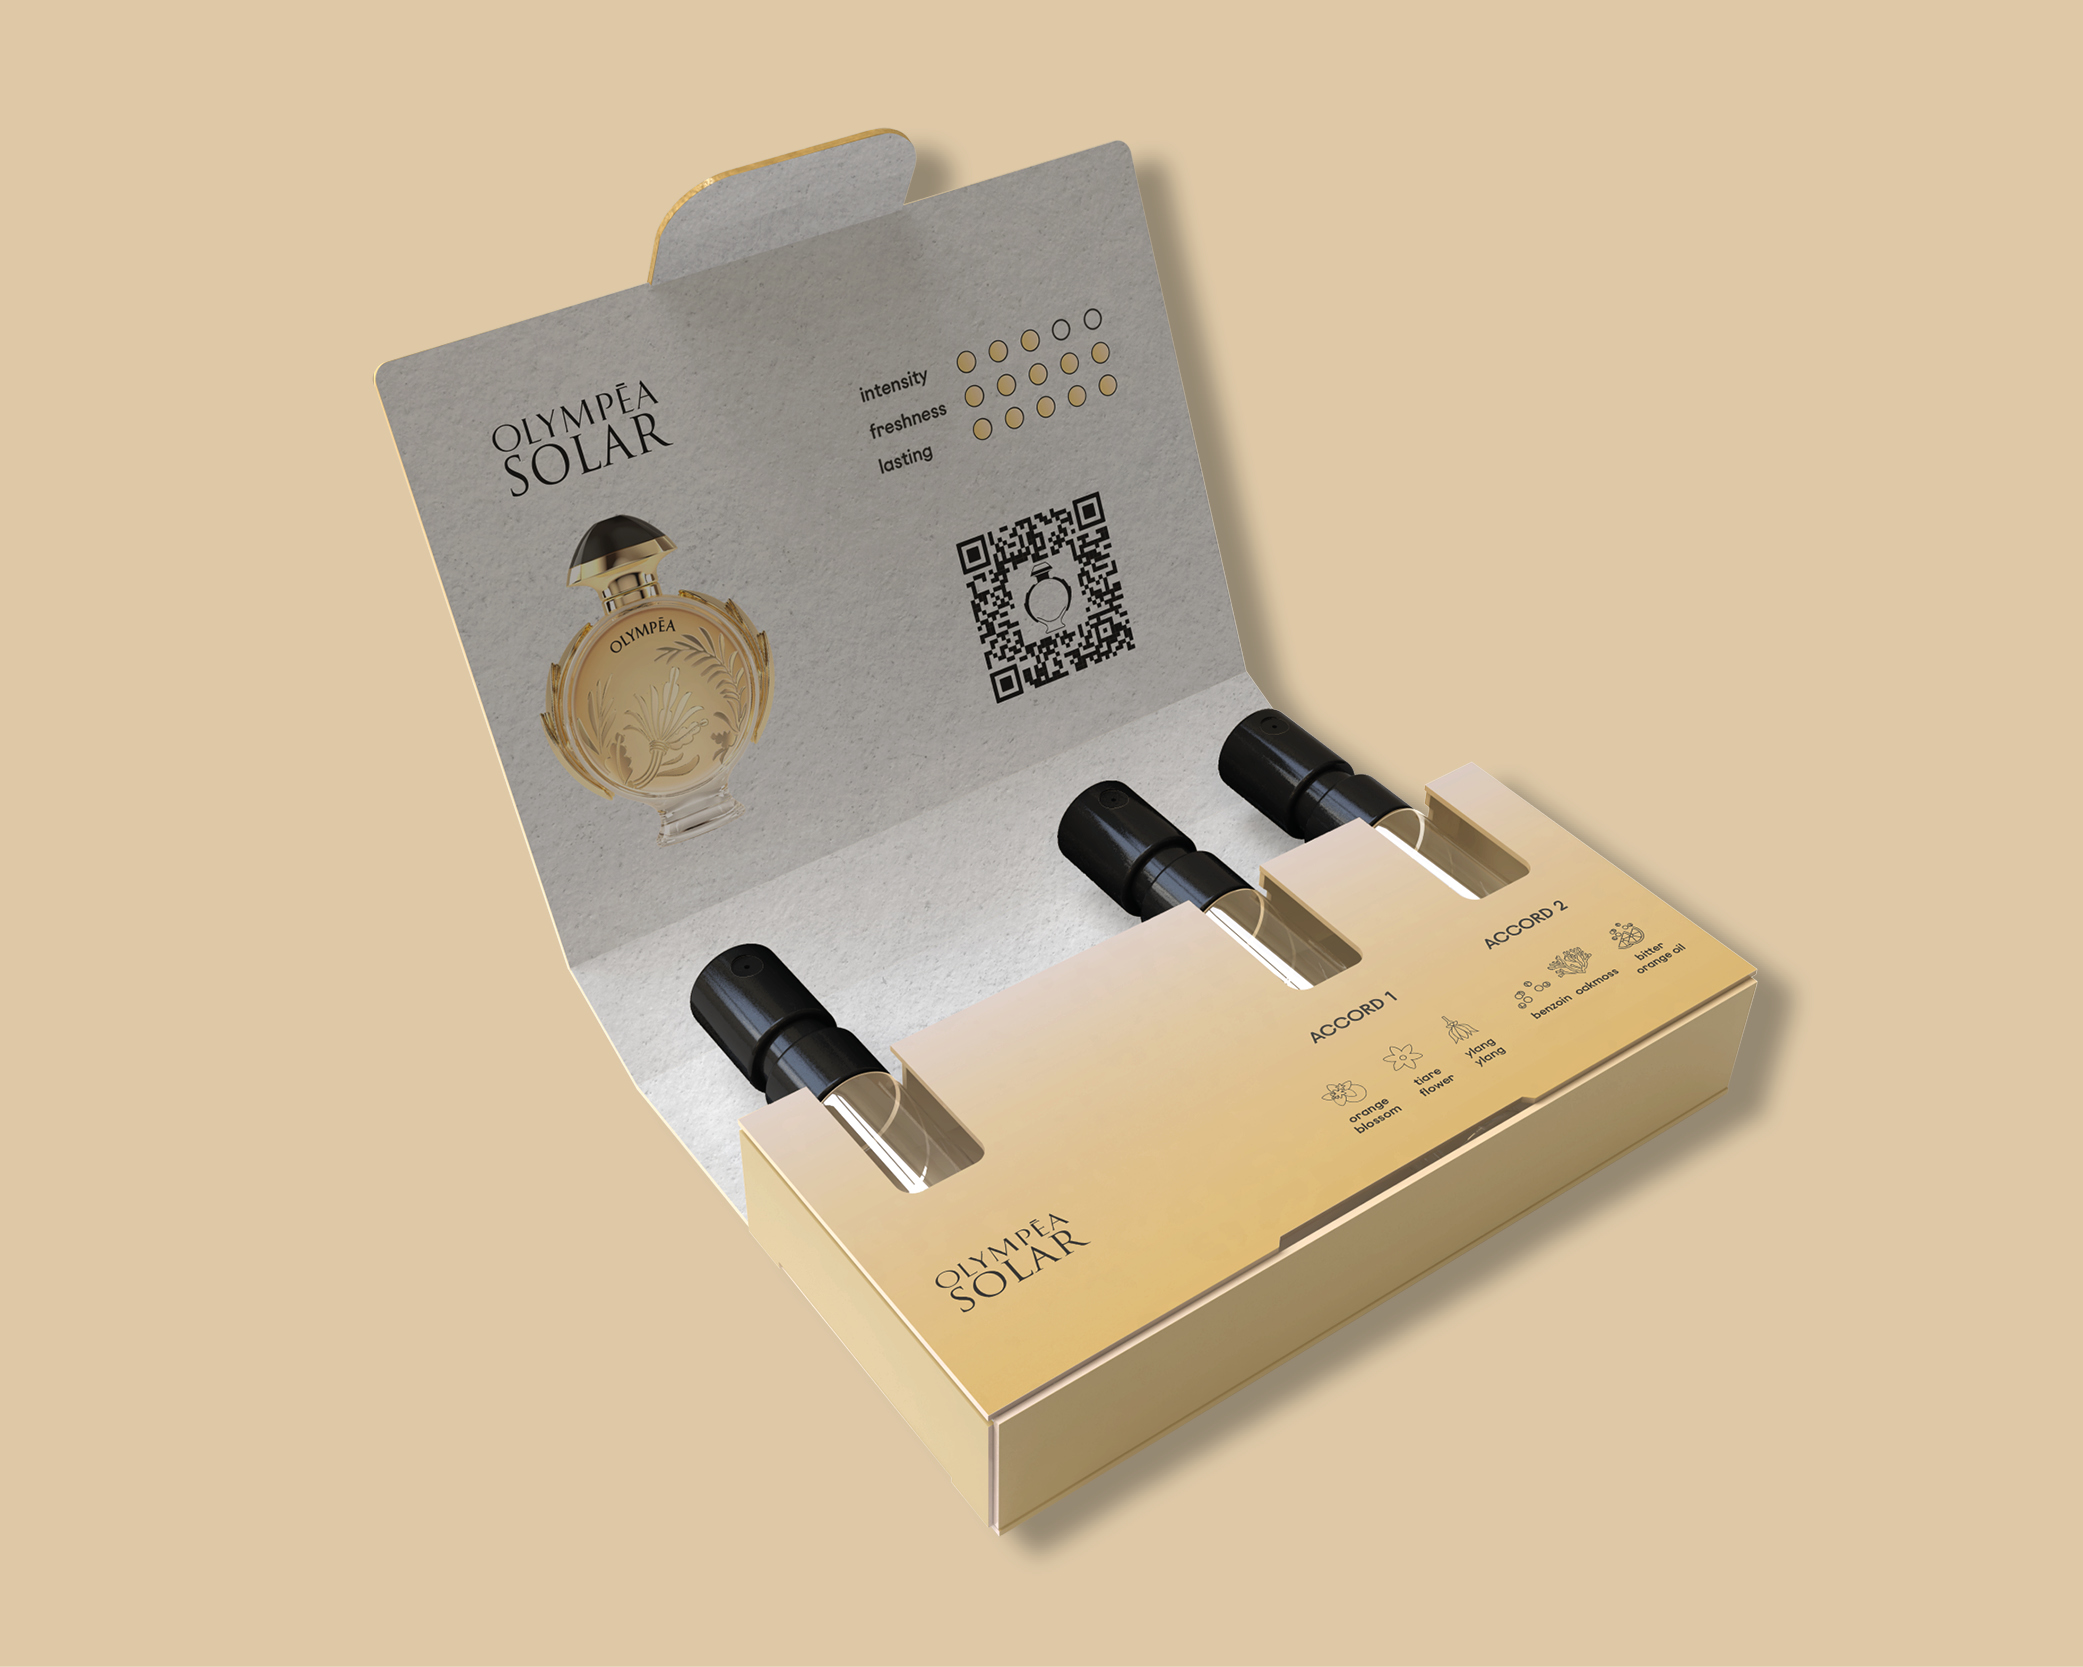 OLYMPĒA
SOLAR
intensity
freshness
lasting
OLYMPĒA
OLYMPĒA
SOLAR
ACCORD 1
orange
blossom
tiare
flower
ylang
ylang
ACCORD 2
benzoin
oakmoss
bitter
orange oil